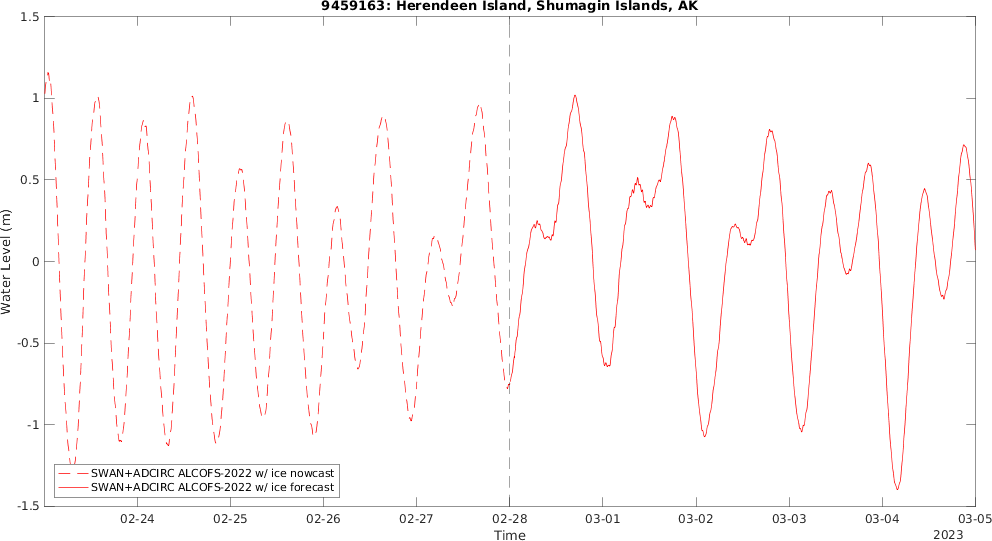 9459163: Herendeen Island, Shumagin Islands, AK
1.5
1
0.5
0
-0.5
-1
-1.5
Water Level (m)
SWAN+ADCIRC ALCOFS-2022 w/ ice nowcast
SWAN+ADCIRC ALCOFS-2022 w/ ice forecast
02-24 02-25 02-26 02-27 02-28 03-01 03-02 03-03 03-04 03-05
Time
2023